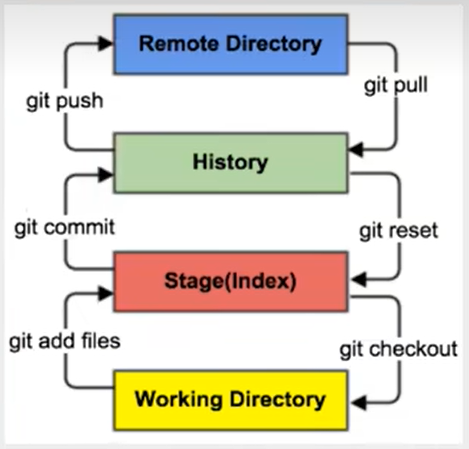 Remote Directory
git push
git pull
History
git commit
git reset
Stage(Index)
git add files
git checkout
Working Directory